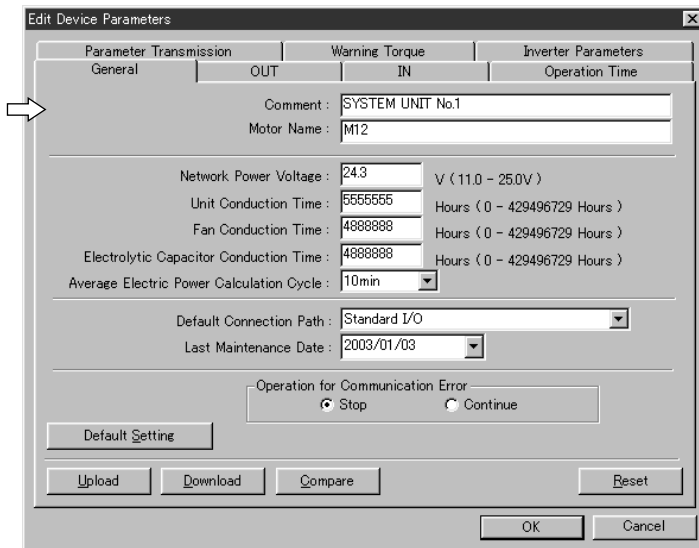 Edit Device Parameters
Parameter Transmission Warning Torque Inverter Parameters
General OUT IN Operation Time
Comment : SYSTEM UNIT No.1
Motor Name : M12
Network Power Voltage : 24.3 V ( 11.0 - 25.0V )
Unit Conduction Time : 5555555 Hours ( 0 - 429496729 Hours )
Fan Conduction Time : 4888888 Hours ( 0 - 429496729 Hours )
Electrolytic Capacitor Conduction Time : 4888888 Hours ( 0 - 429496729 Hours )
Average Electric Power Calculation Cycle : 10min
Default Connection Path : Standard I/O
Last Maintenance Date : 2003/01/03
Operation for Communication Error
Stop Continue
Default Setting
Upload Download Compare Reset
OK Cancel